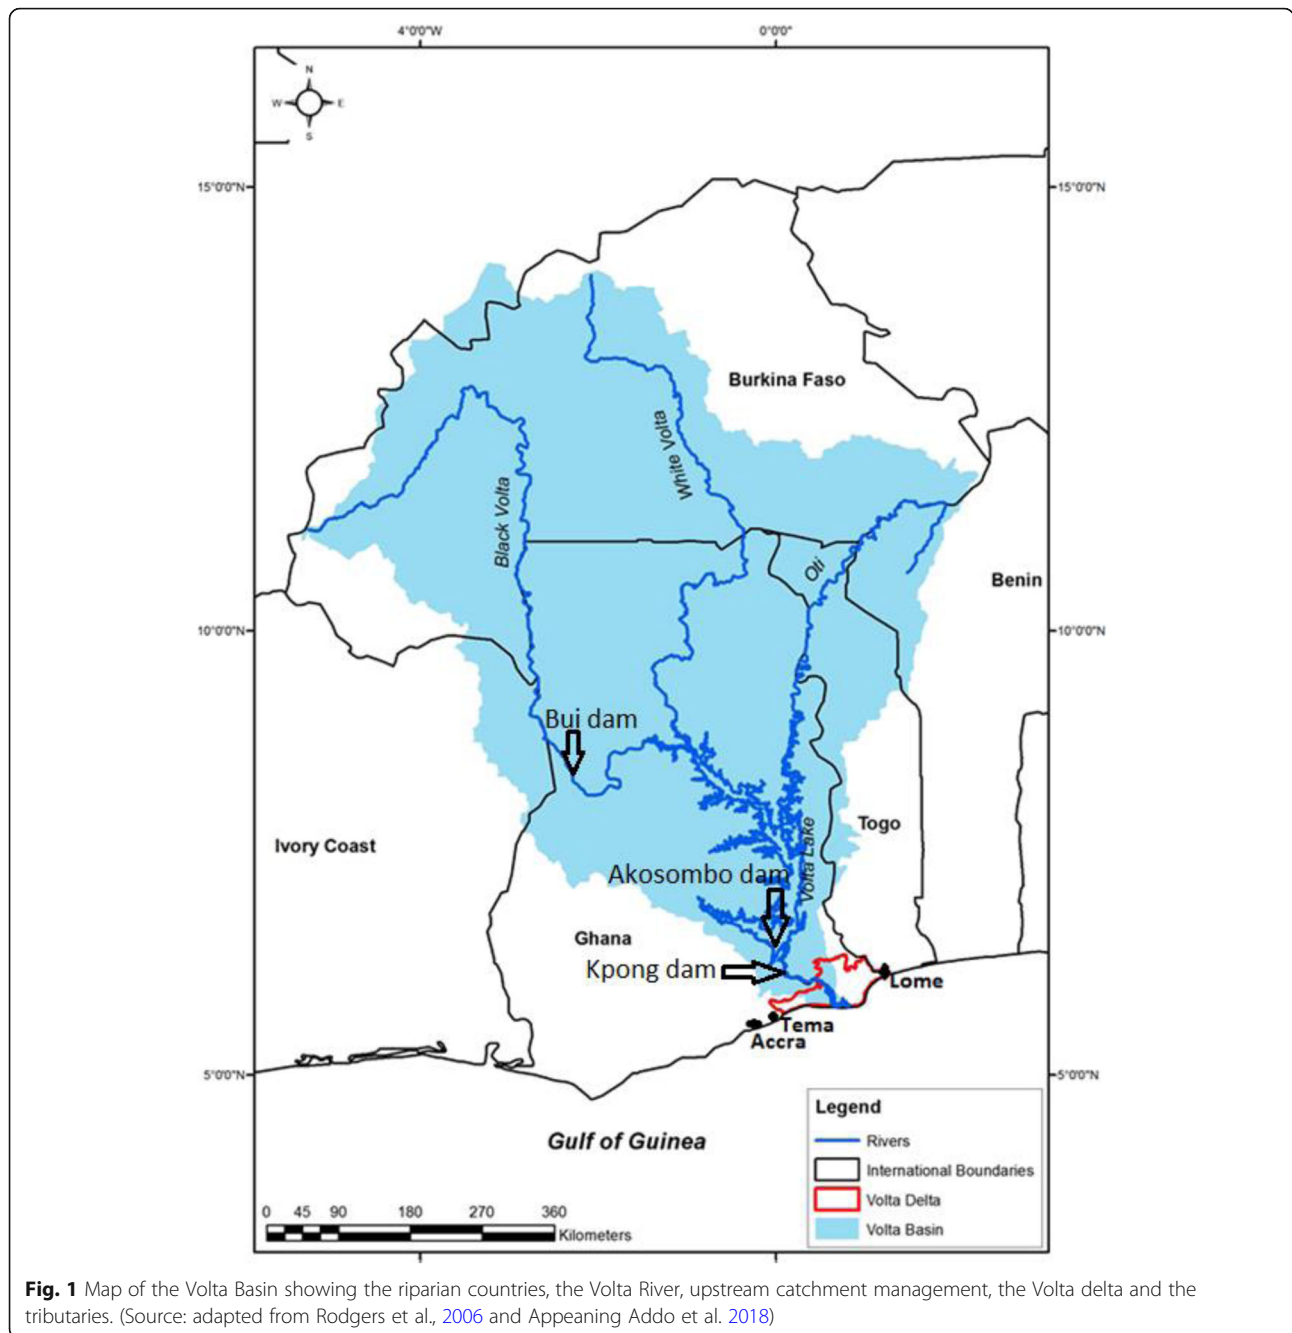 4°0'0"W
0°0'0"
N
W
E
S
15°0'0"N
15°0'0"N
Burkina Faso
White Volta
Black Volta
Oti
Benin
10°0'0"N
10°0'0"N
Bui dam
Togo
Ivory Coast
Volta Lake
Akosombo dam
Ghana
Kpong dam
Lome
Tema
Accra
5°0'0"N
5°0'0"N
Gulf of Guinea
Legend
Rivers
International Boundaries
Volta Delta
Volta Basin
0 45 90 180 270 360
Kilometers
Fig. 1 Map of the Volta Basin showing the riparian countries, the Volta River, upstream catchment management, the Volta delta and the
tributaries. (Source: adapted from Rodgers et al., 2006 and Appeaning Addo et al. 2018)